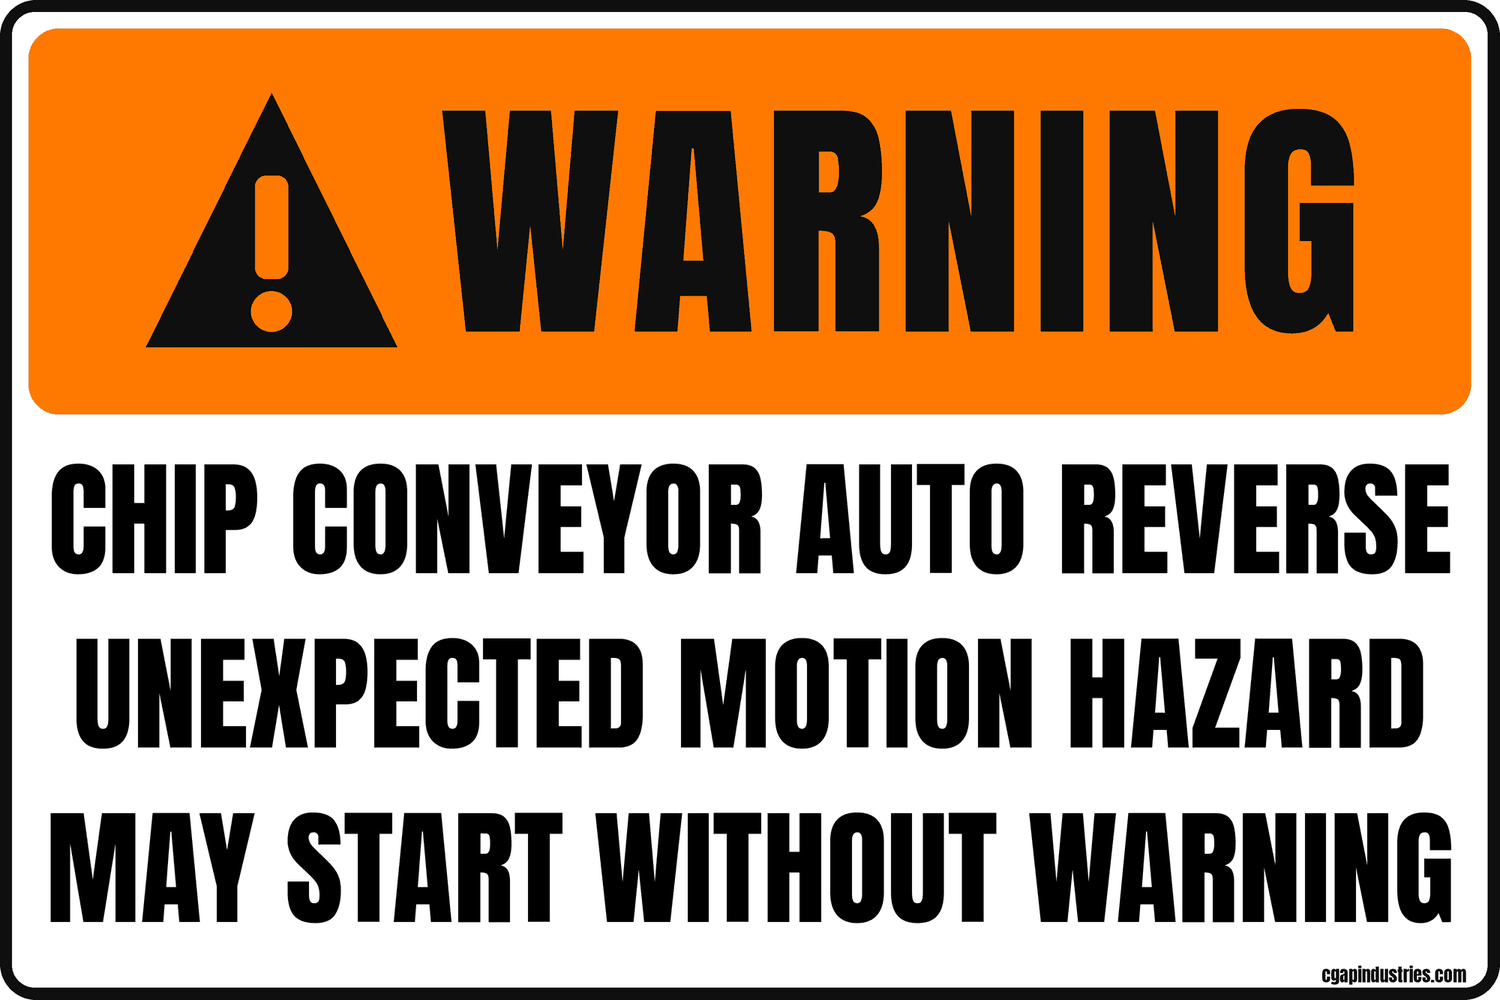 WARNING
CHIP CONVEYOR AUTO REVERSE
UNEXPECTED MOTION HAZARD
MAY START WITHOUT WARNING
cgapindustries.com